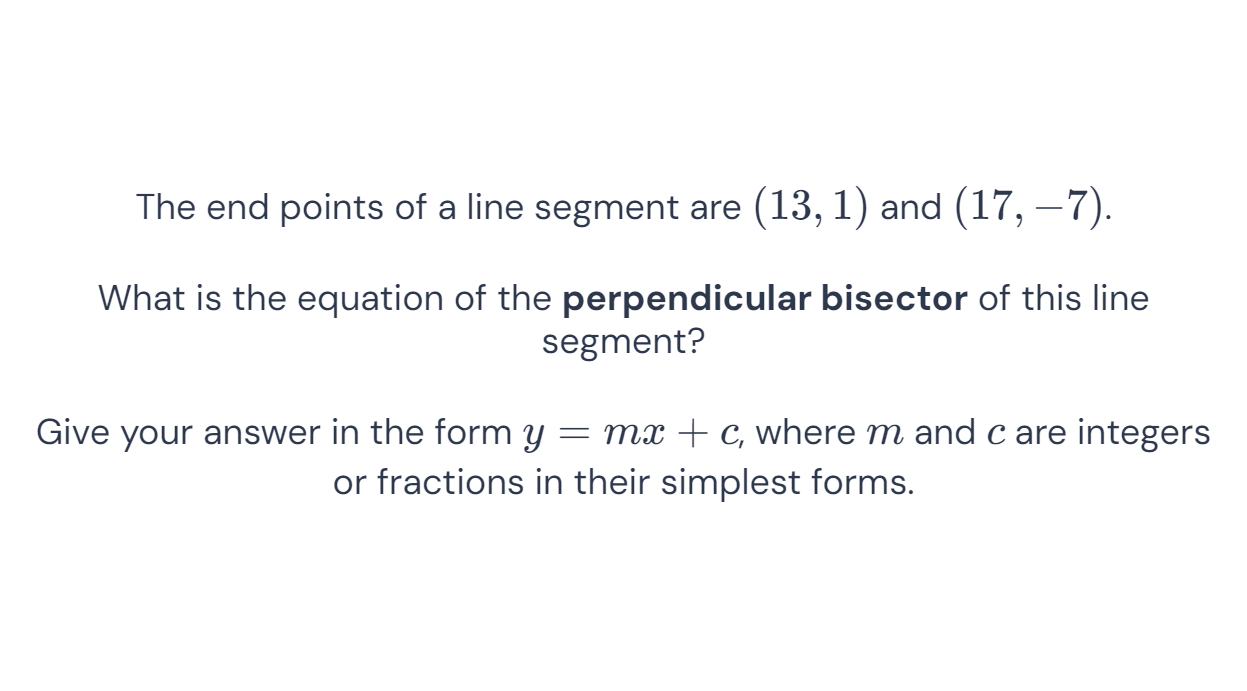 The end points of a line segment are (13, 1) and (17, −7).
What is the equation of the perpendicular bisector of this line
segment?
Give your answer in the form y = mx + c, where m and c are integers
or fractions in their simplest forms.